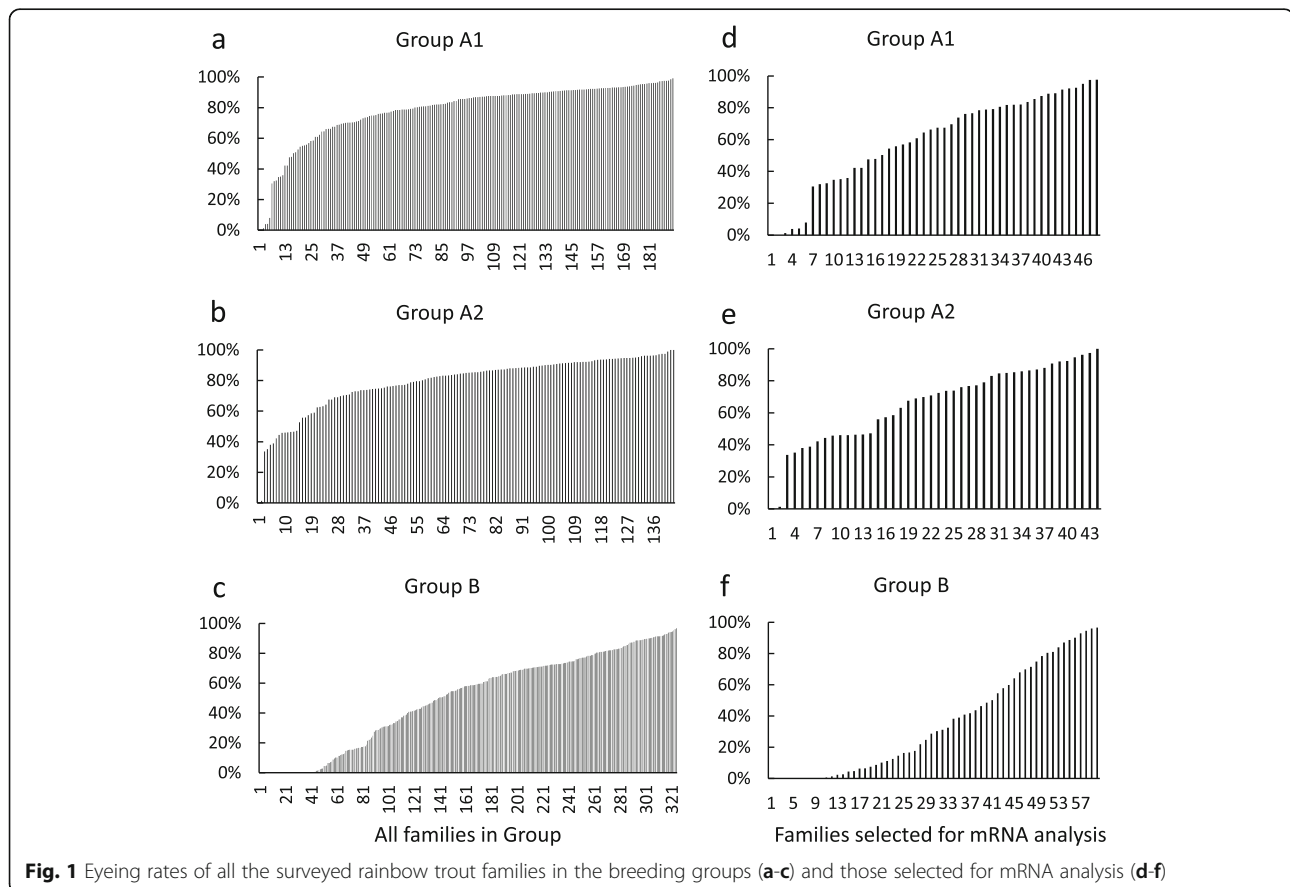 a
Group A1
100%
80%
60%
40%
20%
0%
1 13 25 37 49 61 73 85 97 109 121 133 145 157 169 181
d
Group A1
100%
80%
60%
40%
20%
0%
1 4 7 10 13 16 19 22 25 28 31 34 37 40 43 46
b
Group A2
100%
80%
60%
40%
20%
0%
1 10 19 28 37 46 55 64 73 82 91 100 109 118 127 136
e
Group A2
100%
80%
60%
40%
20%
0%
1 4 7 10 13 16 19 22 25 28 31 34 37 40 43
c
Group B
100%
80%
60%
40%
20%
0%
1 21 41 61 81 101 121 141 161 181 201 221 241 261 281 301 321
All families in Group
f
Group B
100%
80%
60%
40%
20%
0%
1 5 9 13 17 21 25 29 33 37 41 45 49 53 57
Families selected for mRNA analysis
Fig. 1 Eyeing rates of all the surveyed rainbow trout families in the breeding groups (a-c) and those selected for mRNA analysis (d-f)